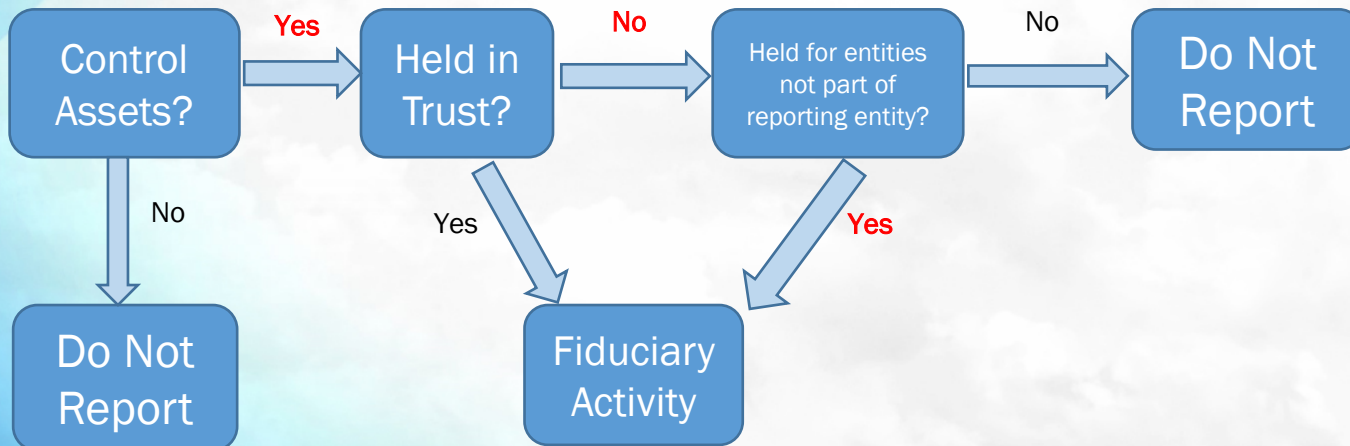 Control
Assets?
Yes
Held in
Trust?
No
Held for entities
not part of
reporting entity?
No
Do Not
Report
No
Yes
Yes
Do Not
Report
Fiduciary
Activity